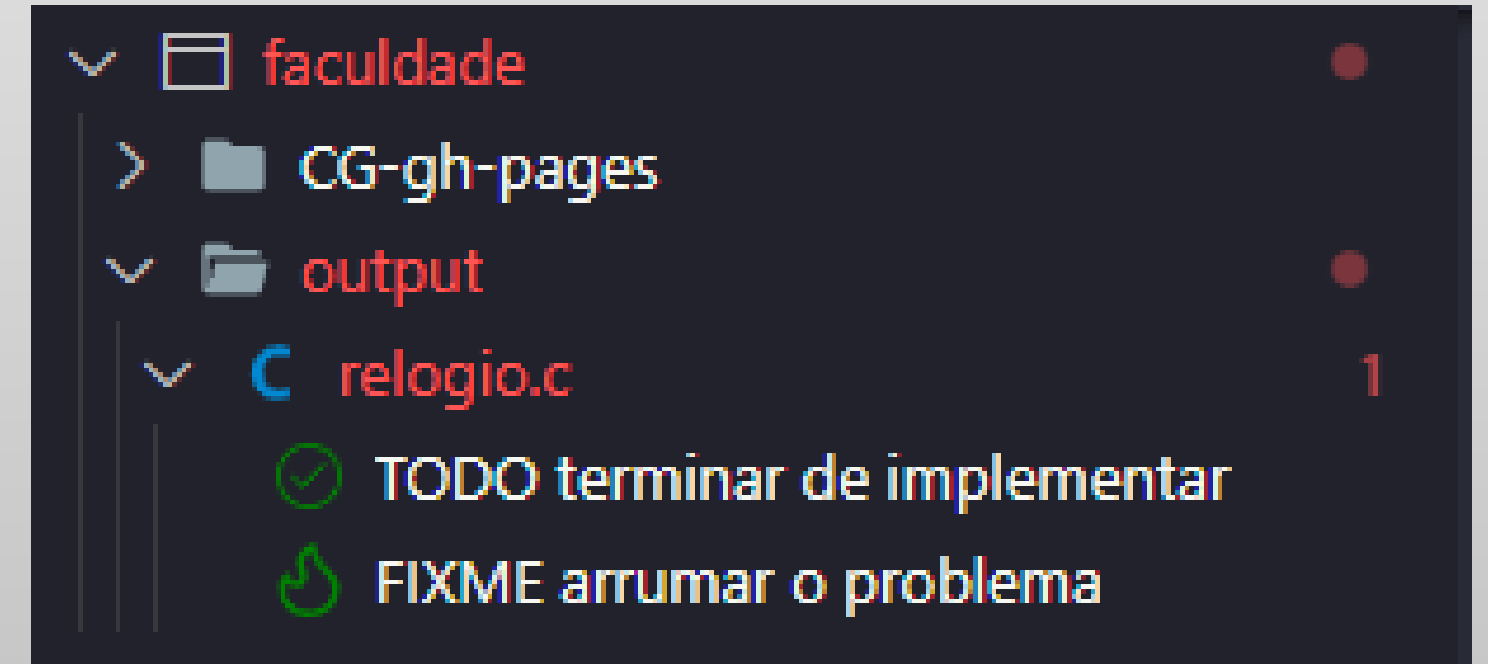 faculdade
CG-gh-pages
output
relogio.c 1
TODO terminar de implementar
FIXME arrumar o problema